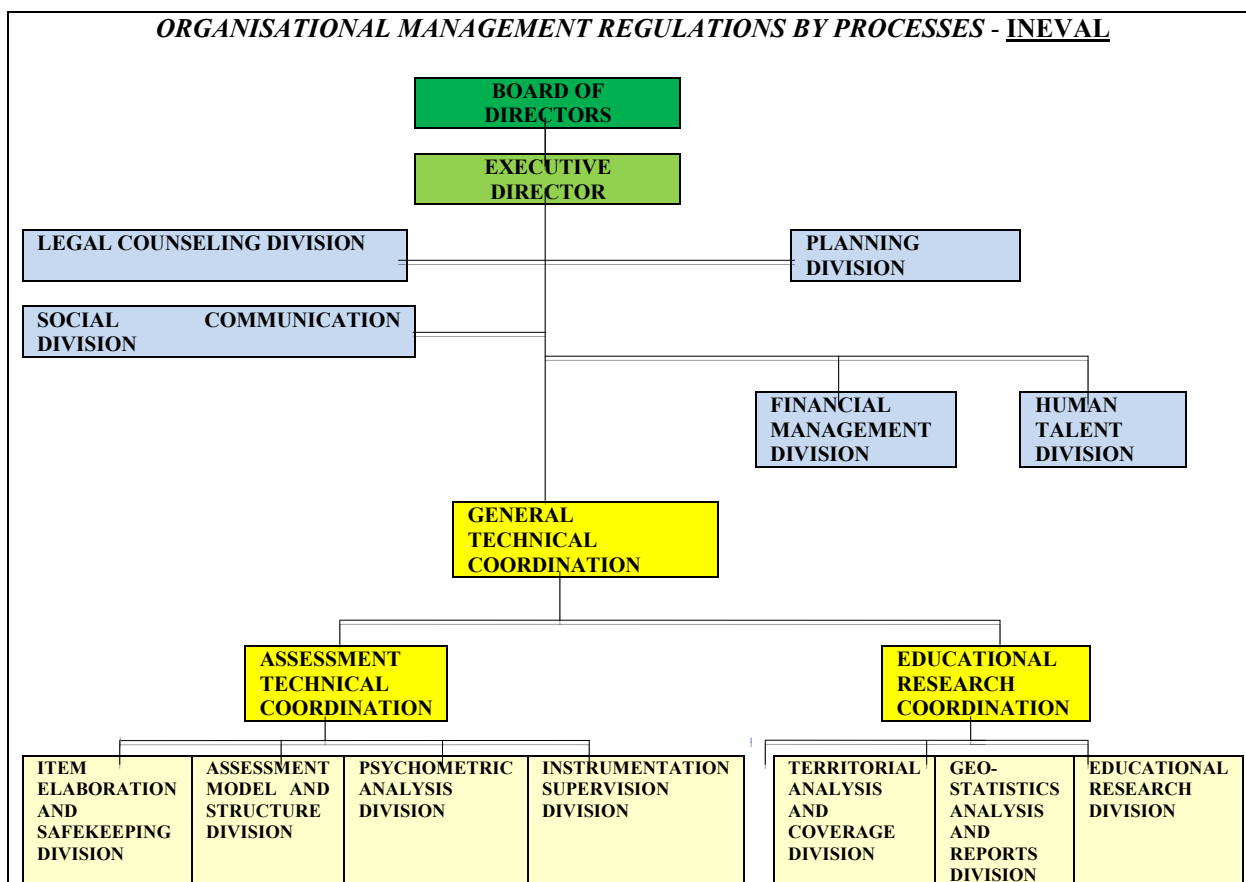 ORGANISATIONAL MANAGEMENT REGULATIONS BY PROCESSES - INEVAL
BOARD OF
DIRECTORS
EXECUTIVE
DIRECTOR
LEGAL COUNSELING DIVISION
PLANNING
DIVISION
SOCIAL COMMUNICATION
DIVISION
FINANCIAL
MANAGEMENT
DIVISION
HUMAN
TALENT
DIVISION
GENERAL
TECHNICAL
COORDINATION
ASSESSMENT
TECHNICAL
COORDINATION
EDUCATIONAL
RESEARCH
COORDINATION
ITEM
ELABORATION
AND
SAFEKEEPING
DIVISION
ASSESSMENT
MODEL AND
STRUCTURE
DIVISION
PSYCHOMETRIC
ANALYSIS
DIVISION
INSTRUMENTATION
SUPERVISION
DIVISION
TERRITORIAL
ANALYSIS
AND
COVERAGE
DIVISION
GEO-
STATISTICS
ANALYSIS
AND
REPORTS
DIVISION
EDUCATIONAL
RESEARCH
DIVISION